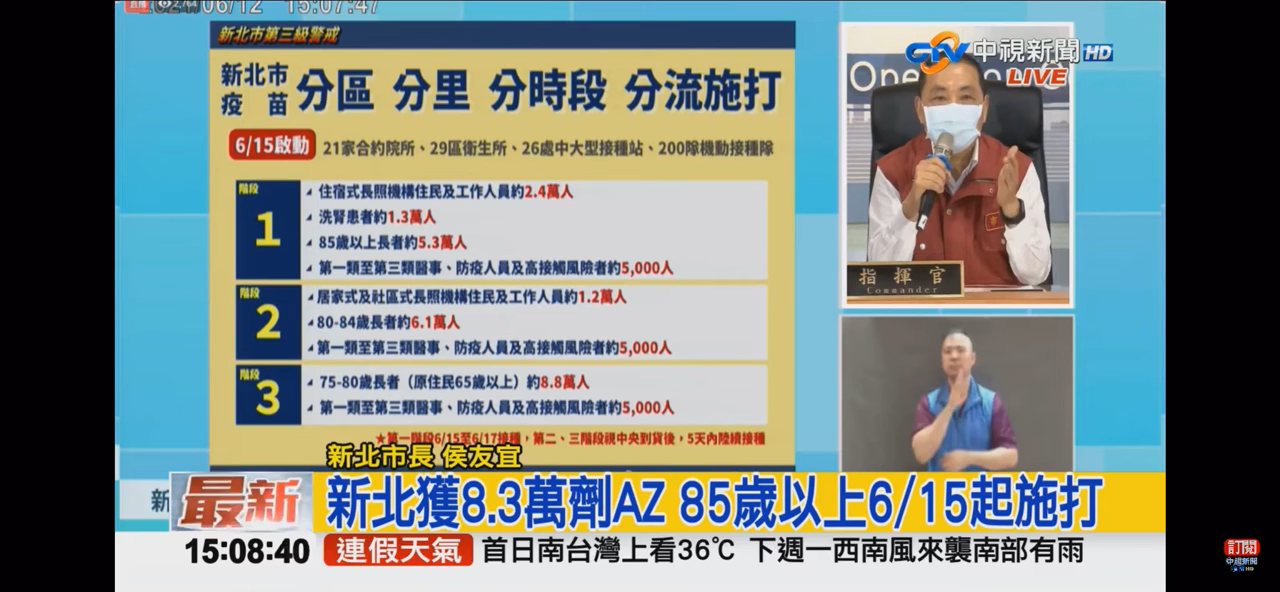 直播
06/12 15:07:47
新北市第三級警戒
新北市
疫苗
分區 分里 分時段 分流施打
6/15啟動
21家合約院所、29區衛生所、26處中大型接種站、200隊機動接種隊
階段
1
住宿式長照機構住民及工作人員約2.4萬人
洗腎患者約1.3萬人
85歲以上長者約5.3萬人
第一類至第三類醫事、防疫人員及高接觸風險者約5,000人
階段
2
居家式及社區式長照機構住民及工作人員約1.2萬人
80-84歲長者約6.1萬人
第一類至第三類醫事、防疫人員及高接觸風險者約5,000人
階段
3
75-80歲長者（原住民65歲以上）約8.8萬人
第一類至第三類醫事、防疫人員及高接觸風險者約5,000人
★第一階段6/15至6/17接種，第二、三階段視中央到貨後，5天內陸續接種
CTV中視新聞HD
LIVE
指揮官
Commander
新北市長 侯友宜
新
最新
新北獲8.3萬劑AZ 85歲以上6/15起施打
15:08:40
連假天氣
首日南台灣上看36℃ 下週一西南風來襲南部有雨
訂閱
中視新聞